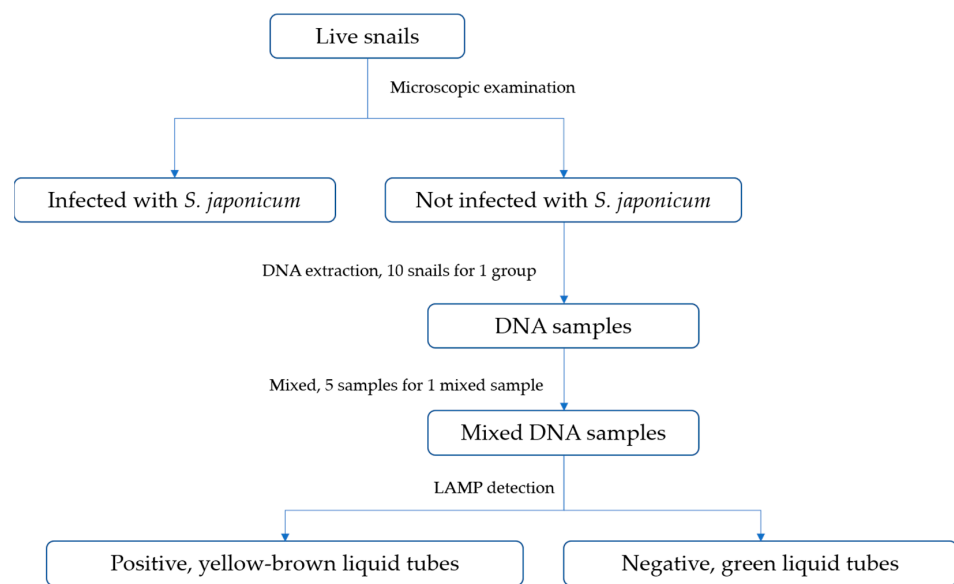 Live snails
Microscopic examination
Infected with S. japonicum
Not infected with S. japonicum
DNA extraction, 10 snails for 1 group
DNA samples
Mixed, 5 samples for 1 mixed sample
Mixed DNA samples
LAMP detection
Positive, yellow-brown liquid tubes
Negative, green liquid tubes